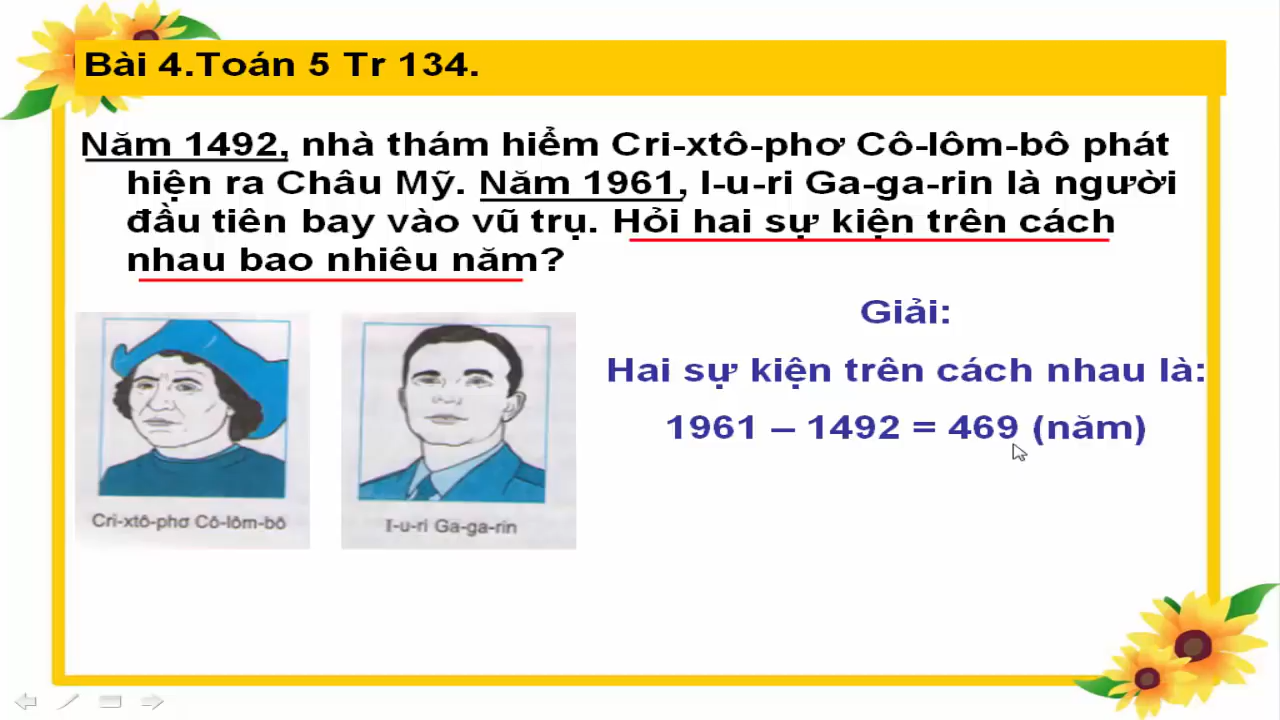 Bài 4.Toán 5 Tr 134.
Năm 1492, nhà thám hiểm Cri-xtô-phơ Cô-lôm-bô phát
hiện ra Châu Mỹ. Năm 1961, I-u-ri Ga-ga-rin là người
đầu tiên bay vào vũ trụ. Hỏi hai sự kiện trên cách
nhau bao nhiêu năm?
Giải:
Hai sự kiện trên cách nhau là:
1961 – 1492 = 469 (năm)
Cri-xtô-phơ Cô-lôm-bô
I-u-ri Ga-ga-rin